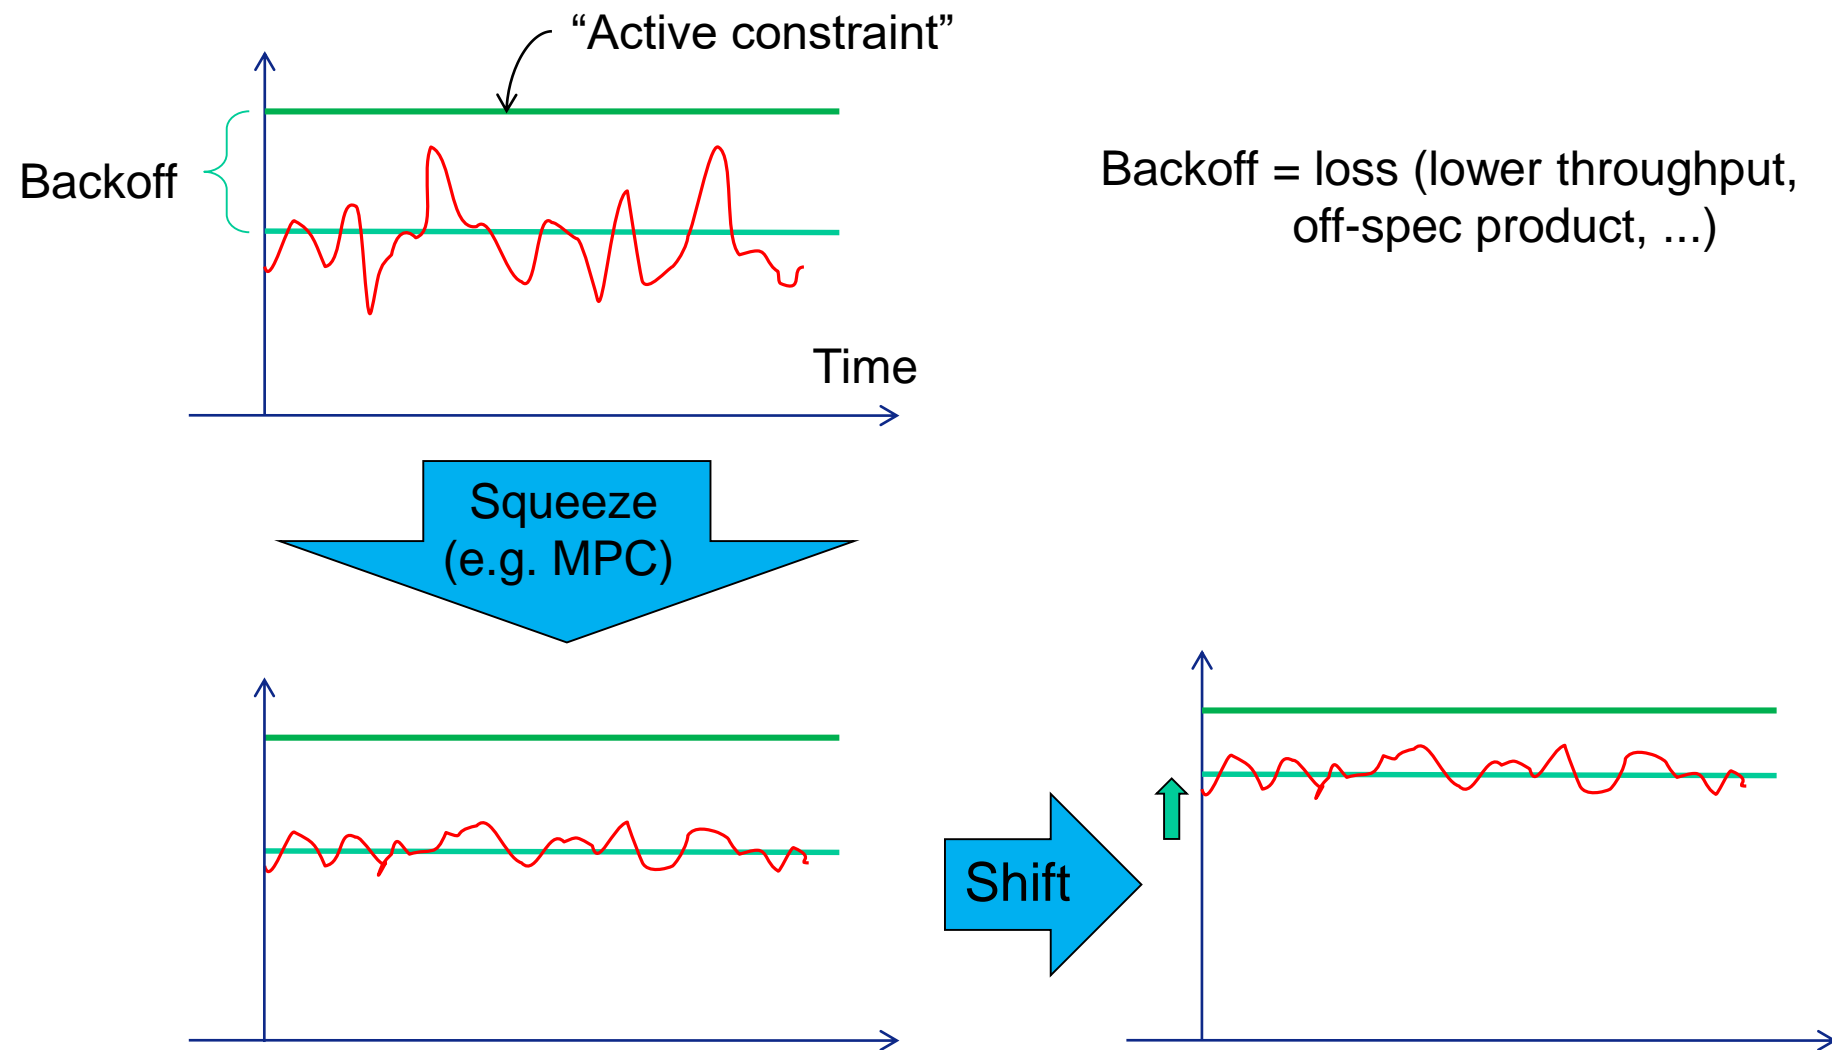 “Active constraint”
Backoff
Backoff = loss (lower throughput,
off-spec product, ...)
Time
Squeeze
(e.g. MPC)
Shift